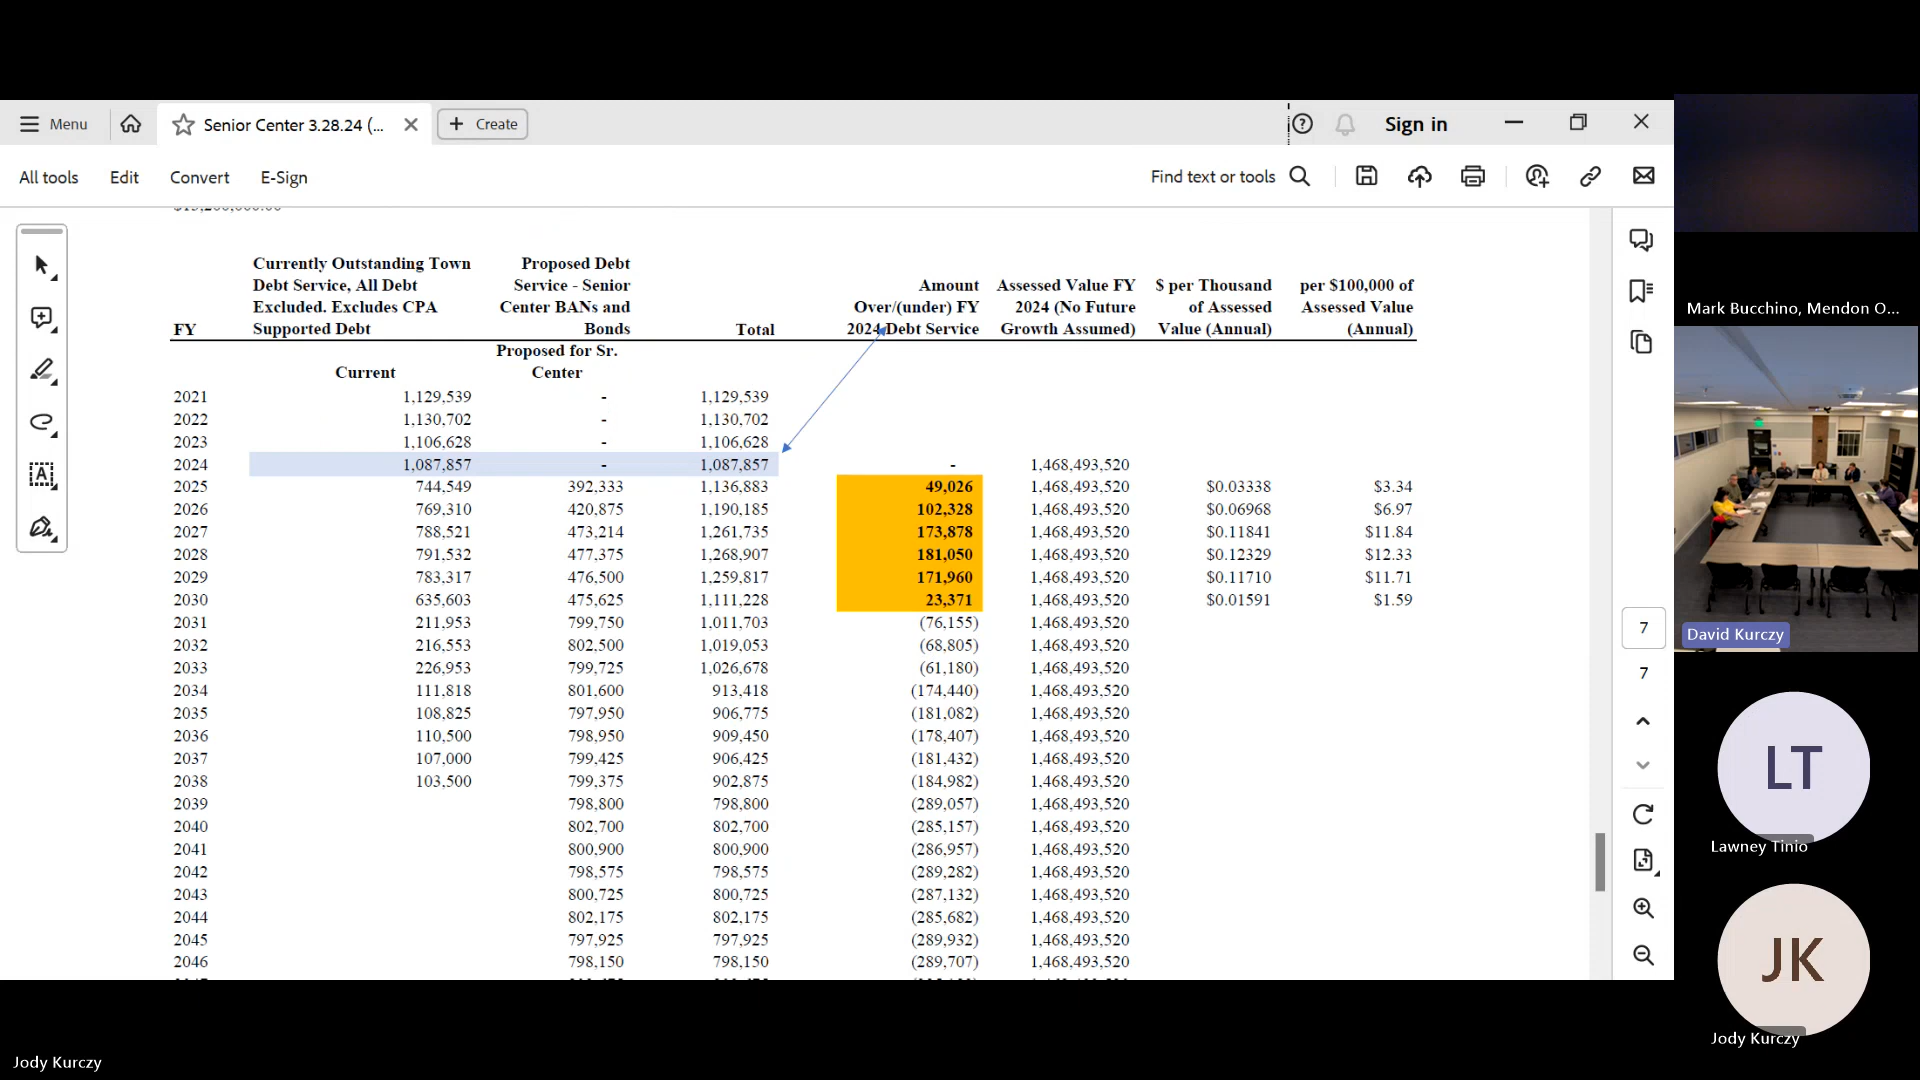 Menu
Senior Center 3.28.24 (...
Create
Sign in
All tools
Edit
Convert
E-Sign
Find text or tools
Currently Outstanding Town Debt Service, All Debt Excluded. Excludes CPA Supported Debt
Proposed Debt Service - Senior Center BANs and Bonds
Amount Over/(under) FY 2024 Debt Service
Assessed Value FY 2024 (No Future Growth Assumed)
$ per Thousand of Assessed Value (Annual)
per $100,000 of Assessed Value (Annual)
FY
Total
Current
Proposed for Sr. Center
2021 1,129,539 - 1,129,539
2022 1,130,702 - 1,130,702
2023 1,106,628 - 1,106,628
2024 1,087,857 - 1,087,857 - 1,468,493,520
2025 744,549 392,333 1,136,883 49,026 1,468,493,520 $0.03338 $3.34
2026 769,310 420,875 1,190,185 102,328 1,468,493,520 $0.06968 $6.97
2027 788,521 473,214 1,261,735 173,878 1,468,493,520 $0.11841 $11.84
2028 791,532 477,375 1,268,907 181,050 1,468,493,520 $0.12329 $12.33
2029 783,317 476,500 1,259,817 171,960 1,468,493,520 $0.11710 $11.71
2030 635,603 475,625 1,111,228 23,371 1,468,493,520 $0.01591 $1.59
2031 211,953 799,750 1,011,703 (76,155) 1,468,493,520
2032 216,553 802,500 1,019,053 (68,805) 1,468,493,520
2033 226,953 799,725 1,026,678 (61,180) 1,468,493,520
2034 111,818 801,600 913,418 (174,440) 1,468,493,520
2035 108,825 797,950 906,775 (181,082) 1,468,493,520
2036 110,500 798,950 909,450 (178,407) 1,468,493,520
2037 107,000 799,425 906,425 (181,432) 1,468,493,520
2038 103,500 799,375 902,875 (184,982) 1,468,493,520
2039 798,800 798,800 (289,057) 1,468,493,520
2040 802,700 802,700 (285,157) 1,468,493,520
2041 800,900 800,900 (286,957) 1,468,493,520
2042 798,575 798,575 (289,282) 1,468,493,520
2043 800,725 800,725 (287,132) 1,468,493,520
2044 802,175 802,175 (285,682) 1,468,493,520
2045 797,925 797,925 (289,932) 1,468,493,520
2046 798,150 798,150 (289,707) 1,468,493,520
7
7
Mark Bucchino, Mendon O...
David Kurczy
LT
Lawney Tinio
JK
Jody Kurczy
Jody Kurczy